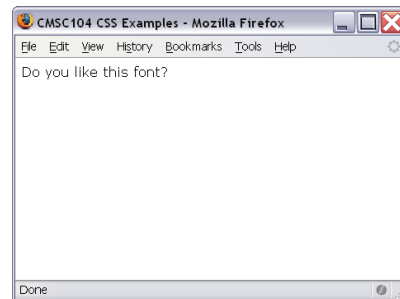 CMSC104 CSS Examples - Mozilla Firefox
File Edit View History Bookmarks Tools Help
Do you like this font?
Done